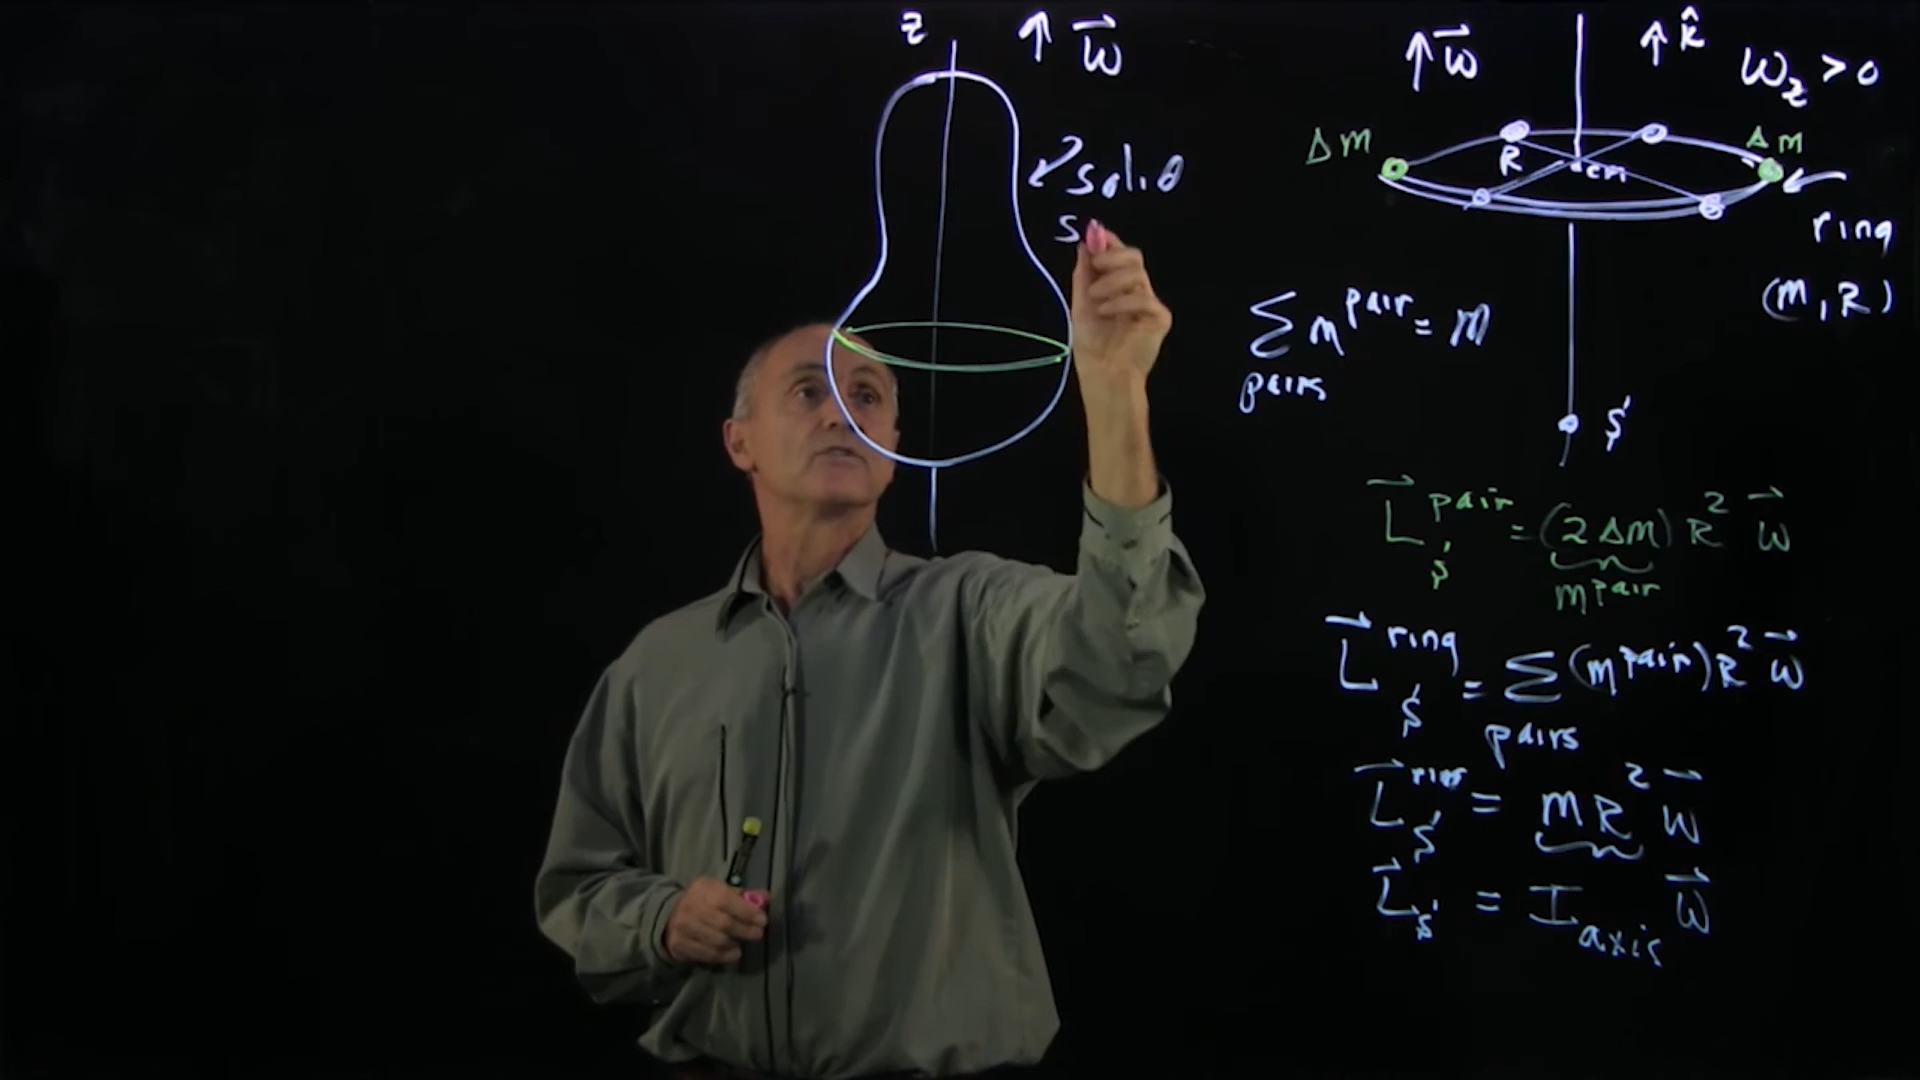 z ↑ ω⃗
solid
s
↑ ω⃗ ↑ k̂ ω_z > 0
Δm Δm
R cm
ring
(m, R)
∑ m^pair = m
pairs
S
L⃗_S^pair = (2Δm) R² ω⃗
m^pair
L⃗_S^ring = ∑ (m^pair) R² ω⃗
pairs
L⃗_S^ring = m R² ω⃗
L⃗_S = I_axis ω⃗